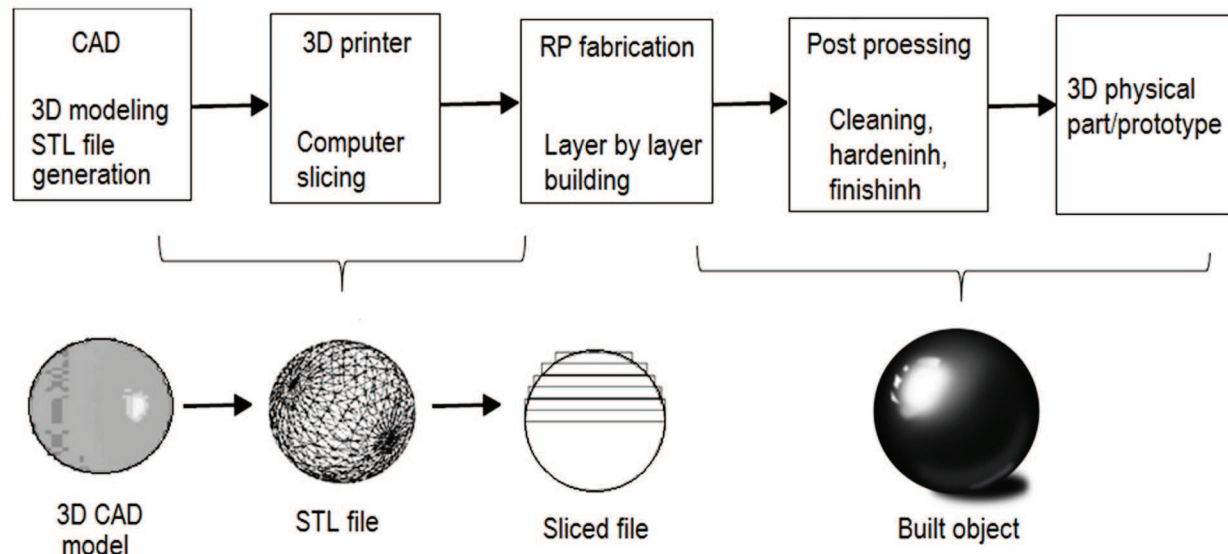 CAD
3D modeling
STL file
generation
3D printer
Computer
slicing
RP fabrication
Layer by layer
building
Post proessing
Cleaning,
hardeninh,
finishinh
3D physical
part/prototype
3D CAD
model
STL file
Sliced file
Built object